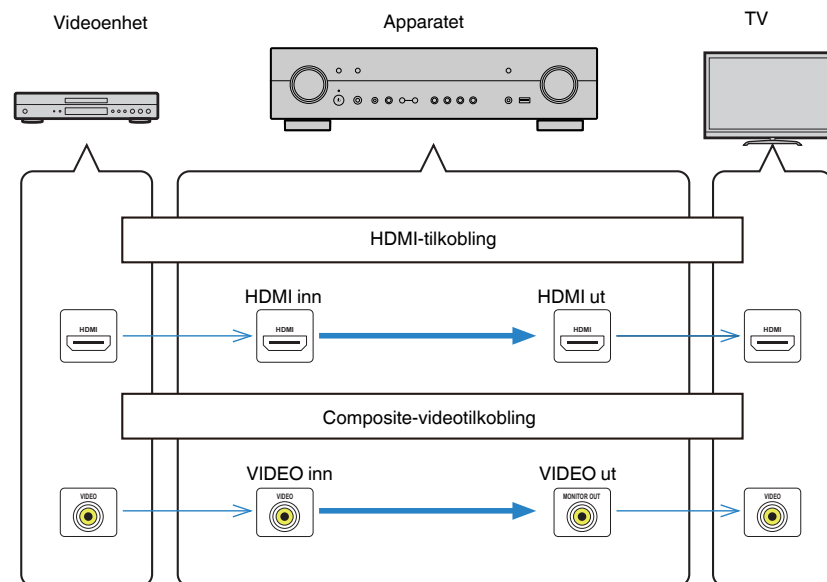 Videoenhet
Apparatet
TV
HDMI-tilkobling
HDMI inn
HDMI ut
HDMI
HDMI
HDMI
HDMI
Composite-videotilkobling
VIDEO inn
VIDEO ut
VIDEO
VIDEO
MONITOR OUT
VIDEO